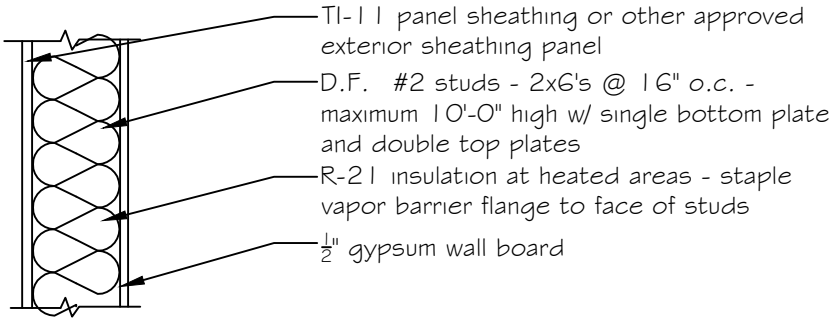 T1-11 panel sheathing or other approved
exterior sheathing panel
D.F. #2 studs - 2x6's @ 16" o.c. -
maximum 10'-0" high w/ single bottom plate
and double top plates
R-21 insulation at heated areas - staple
vapor barrier flange to face of studs
½" gypsum wall board